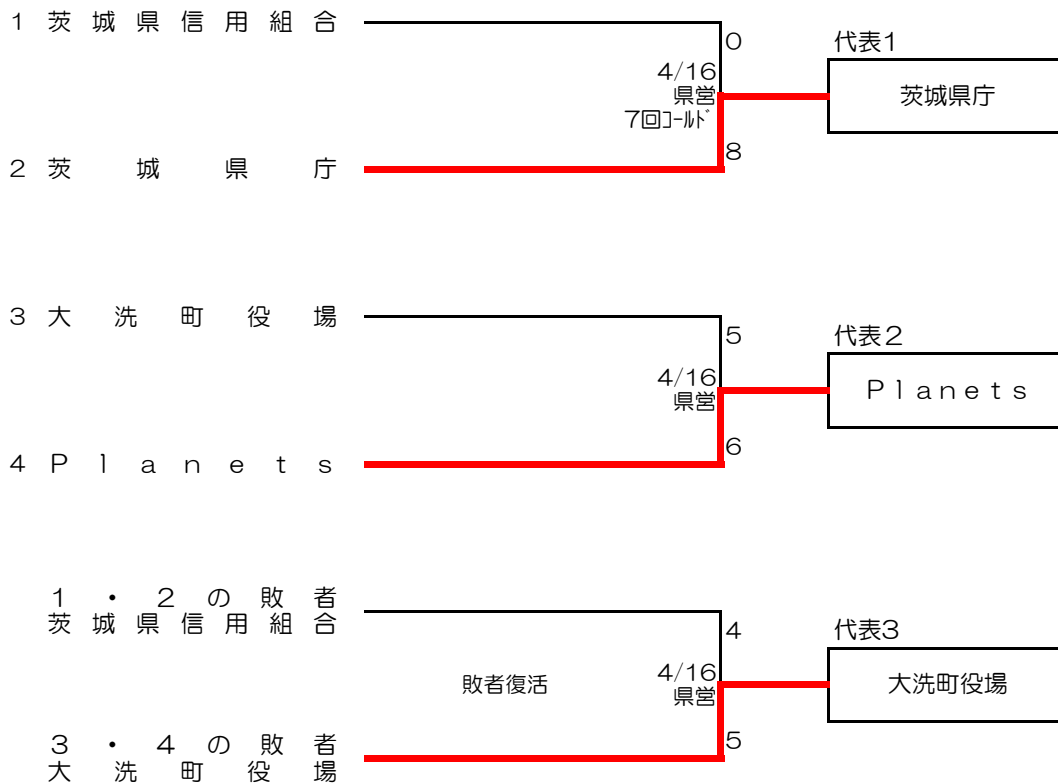 1 茨城県信用組合
0
代表1
4/16
県営
7回ｺｰﾙﾄﾞ
茨城県庁
8
2 茨城県庁
3 大洗町役場
5
代表2
4/16
県営
Ｐｌａｎｅｔｓ
6
4 Ｐｌａｎｅｔｓ
1・2の敗者
茨城県信用組合
4
代表3
敗者復活
4/16
県営
大洗町役場
5
3・4の敗者
大洗町役場